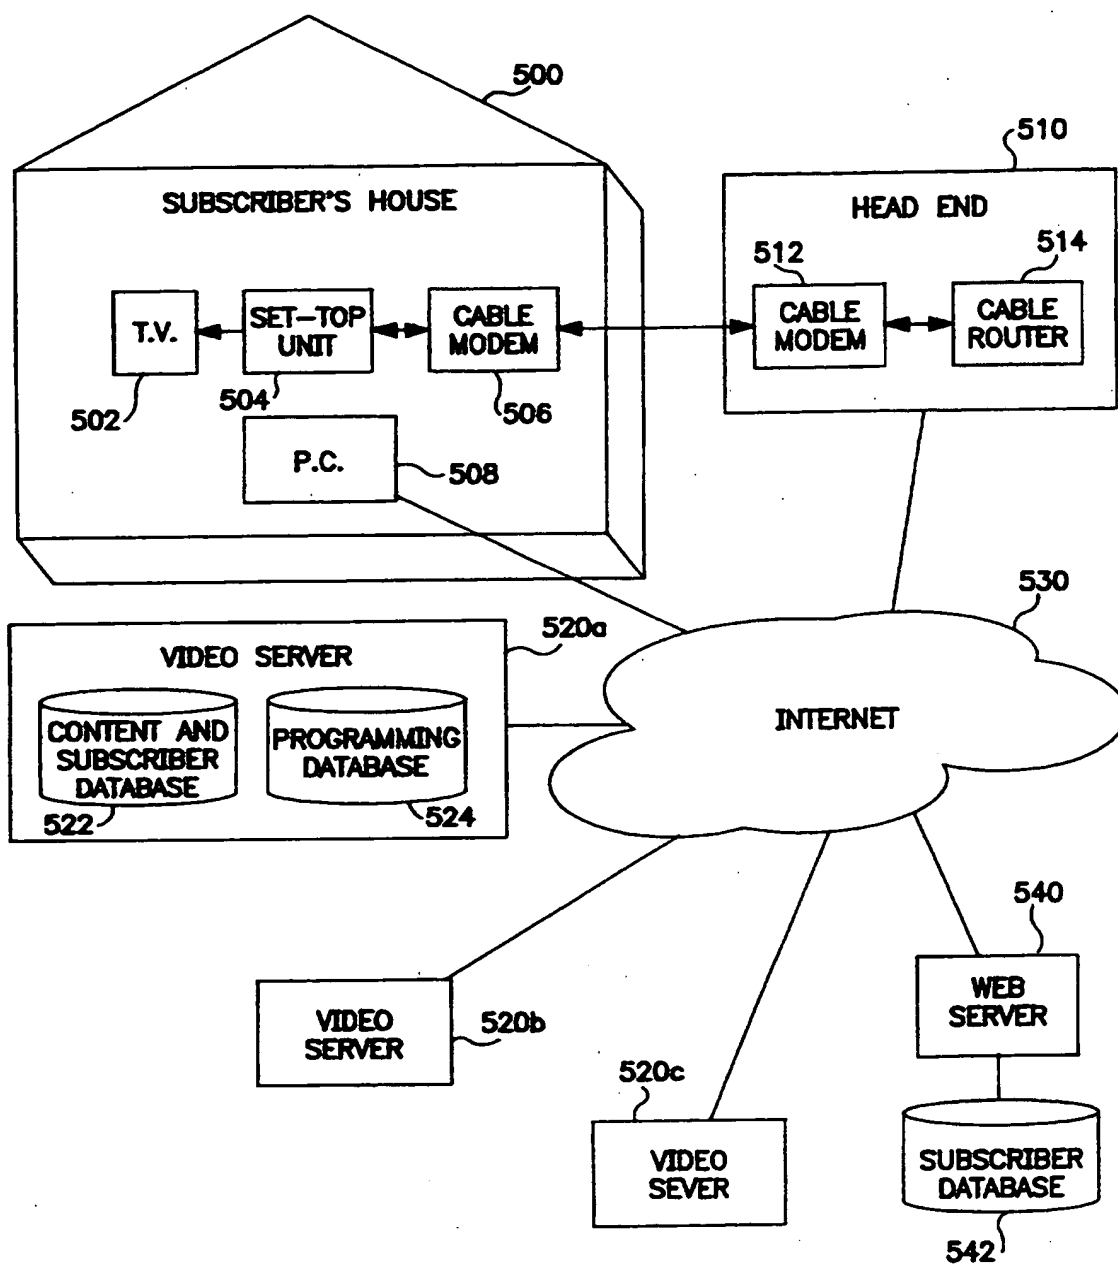 500
510
SUBSCRIBER'S HOUSE
HEAD END
512
514
T.V.
SET-TOP
UNIT
CABLE
MODEM
CABLE
MODEM
CABLE
ROUTER
502
504
506
P.C.
508
530
520a
VIDEO SERVER
INTERNET
CONTENT AND
SUBSCRIBER
DATABASE
PROGRAMMING
DATABASE
522
524
540
VIDEO
SERVER
520b
WEB
SERVER
520c
VIDEO
SEVER
SUBSCRIBER
DATABASE
542